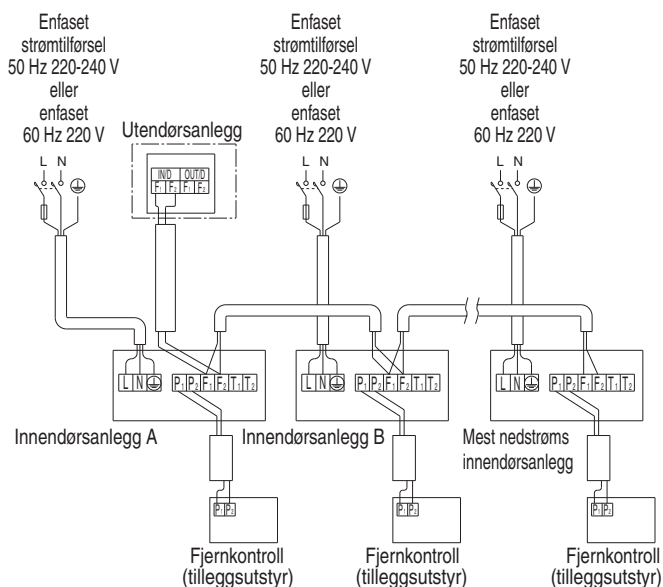 Enfaset
strømtilførsel
50 Hz 220-240 V
eller
enfaset
60 Hz 220 V
L N
Utendørsanlegg
IN/D OUT/D
F1 F2 F1 F2
Enfaset
strømtilførsel
50 Hz 220-240 V
eller
enfaset
60 Hz 220 V
L N
Enfaset
strømtilførsel
50 Hz 220-240 V
eller
enfaset
60 Hz 220 V
L N
L N
P1 P2 F1 F2 T1 T2
Innendørsanlegg A
P1 P2
Fjernkontroll
(tilleggsutstyr)
L N
P1 P2 F1 F2 T1 T2
Innendørsanlegg B
P1 P2
Fjernkontroll
(tilleggsutstyr)
L N
P1 P2 F1 F2 T1 T2
Mest nedstrøms
innendørsanlegg
P1 P2
Fjernkontroll
(tilleggsutstyr)